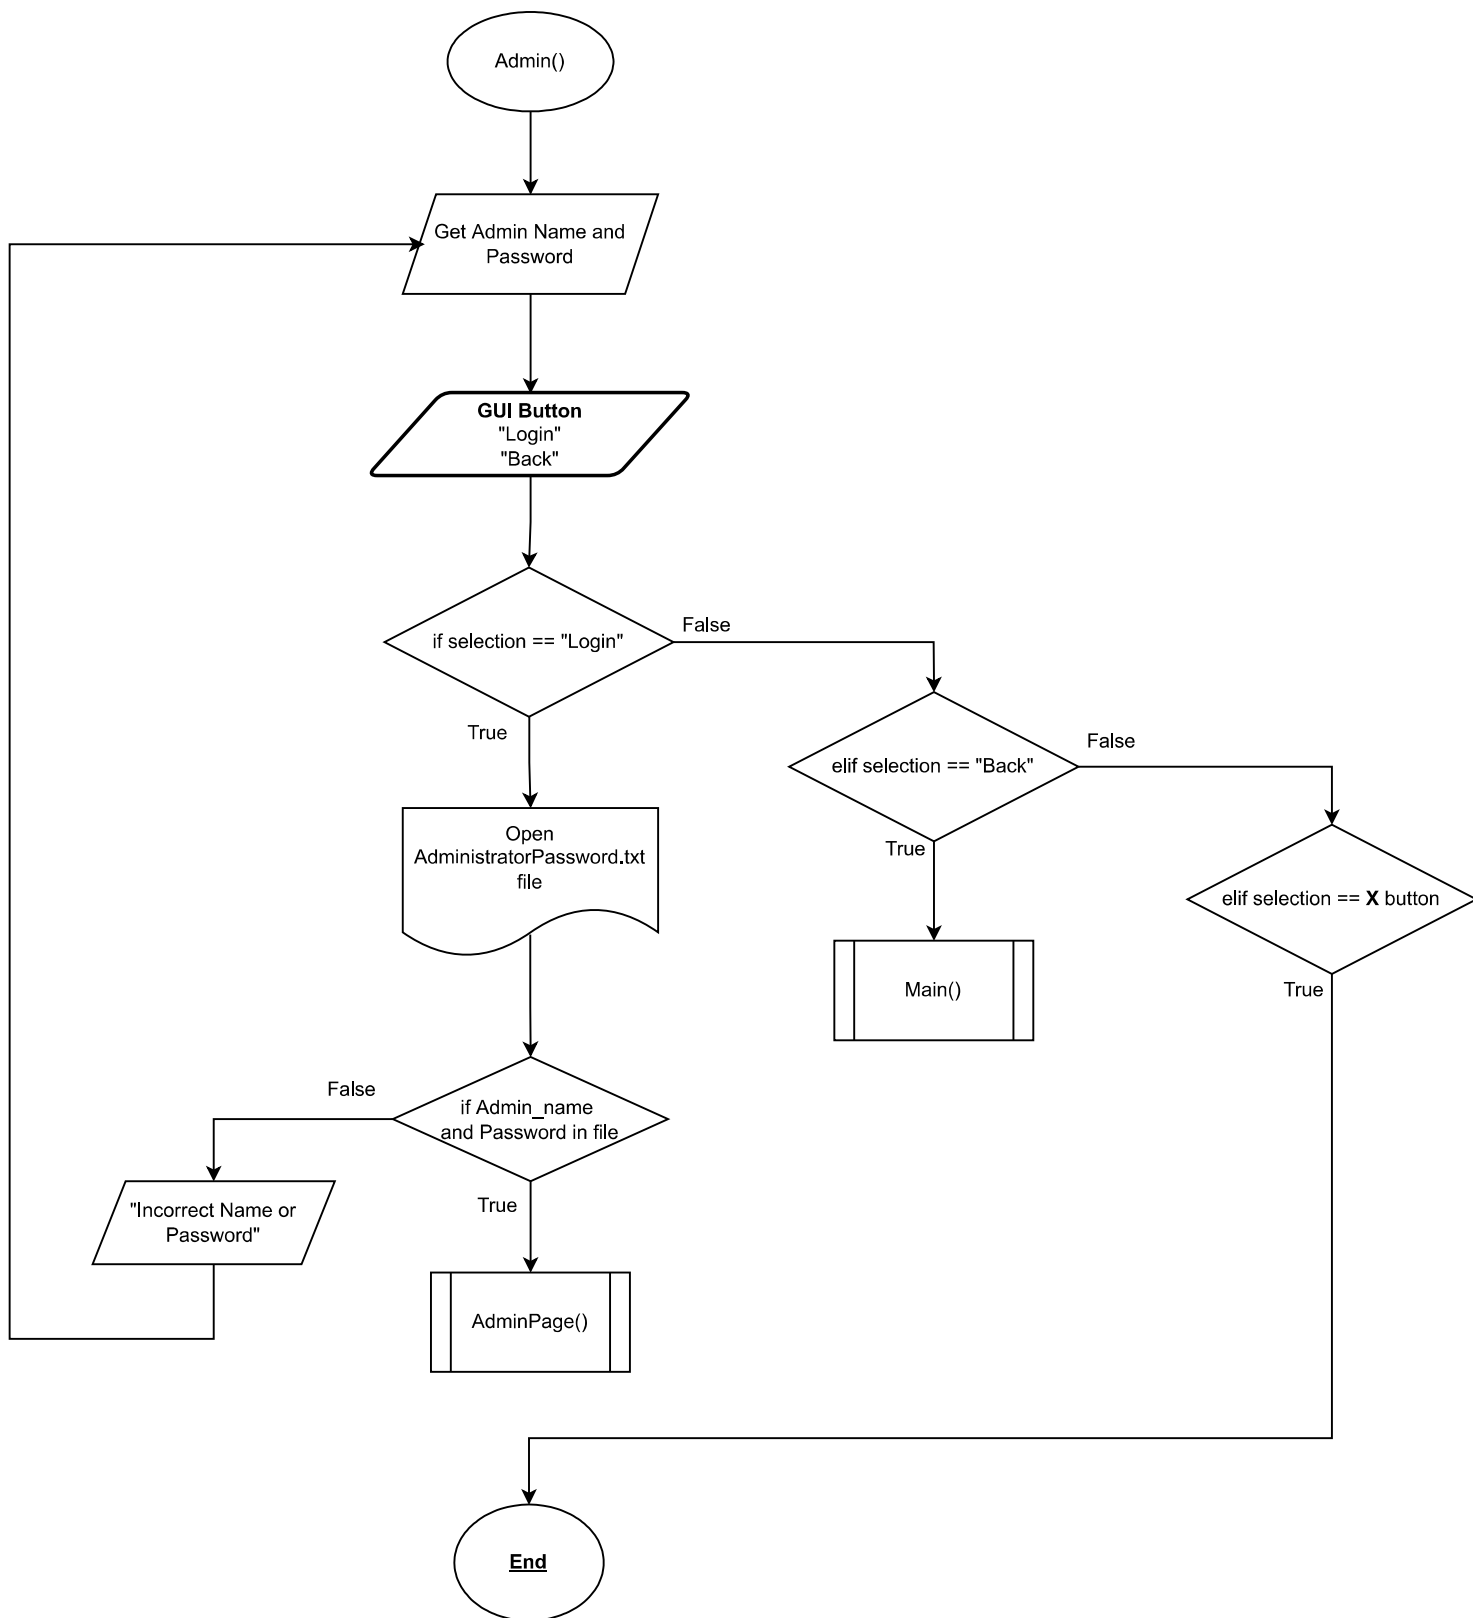 Admin()
Get Admin Name and
Password
GUI Button
"Login"
"Back"
if selection == "Login"
False
True
elif selection == "Back"
False
True
elif selection == X button
True
Open
AdministratorPassword.txt
file
Main()
if Admin_name
and Password in file
False
True
"Incorrect Name or
Password"
AdminPage()
End